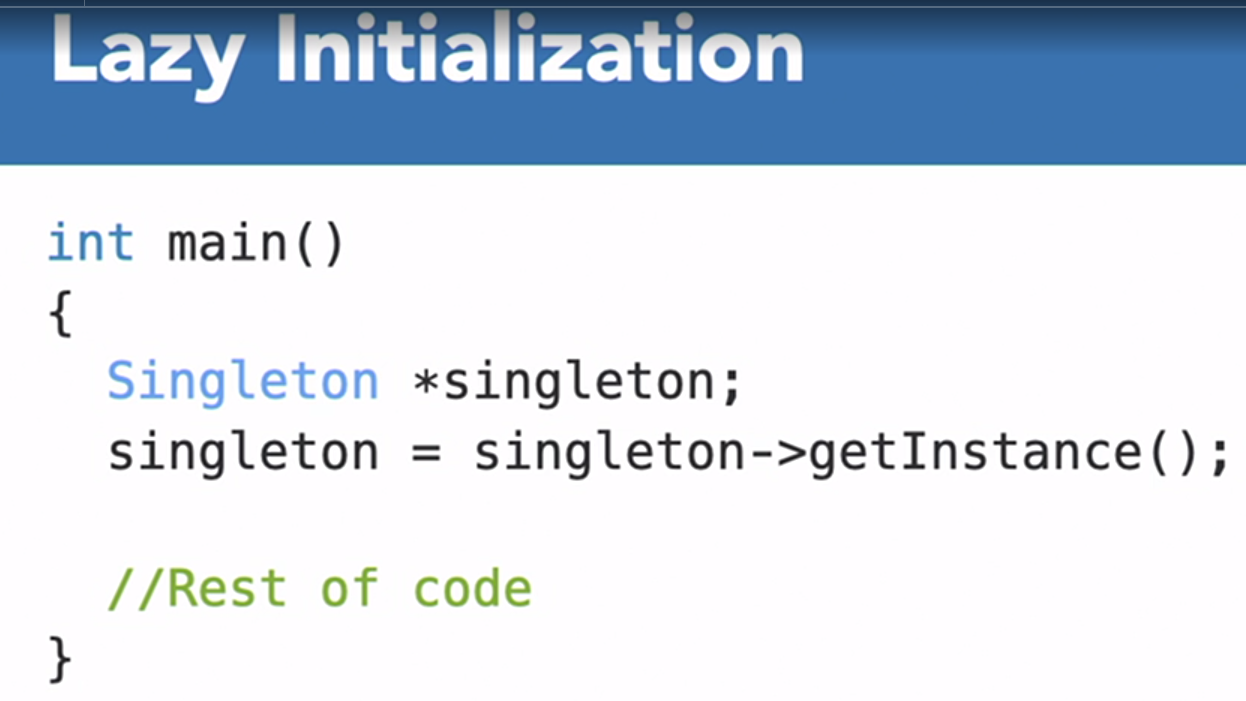 Lazy Initialization
int main()
{
Singleton *singleton;
singleton = singleton->getInstance();
//Rest of code
}